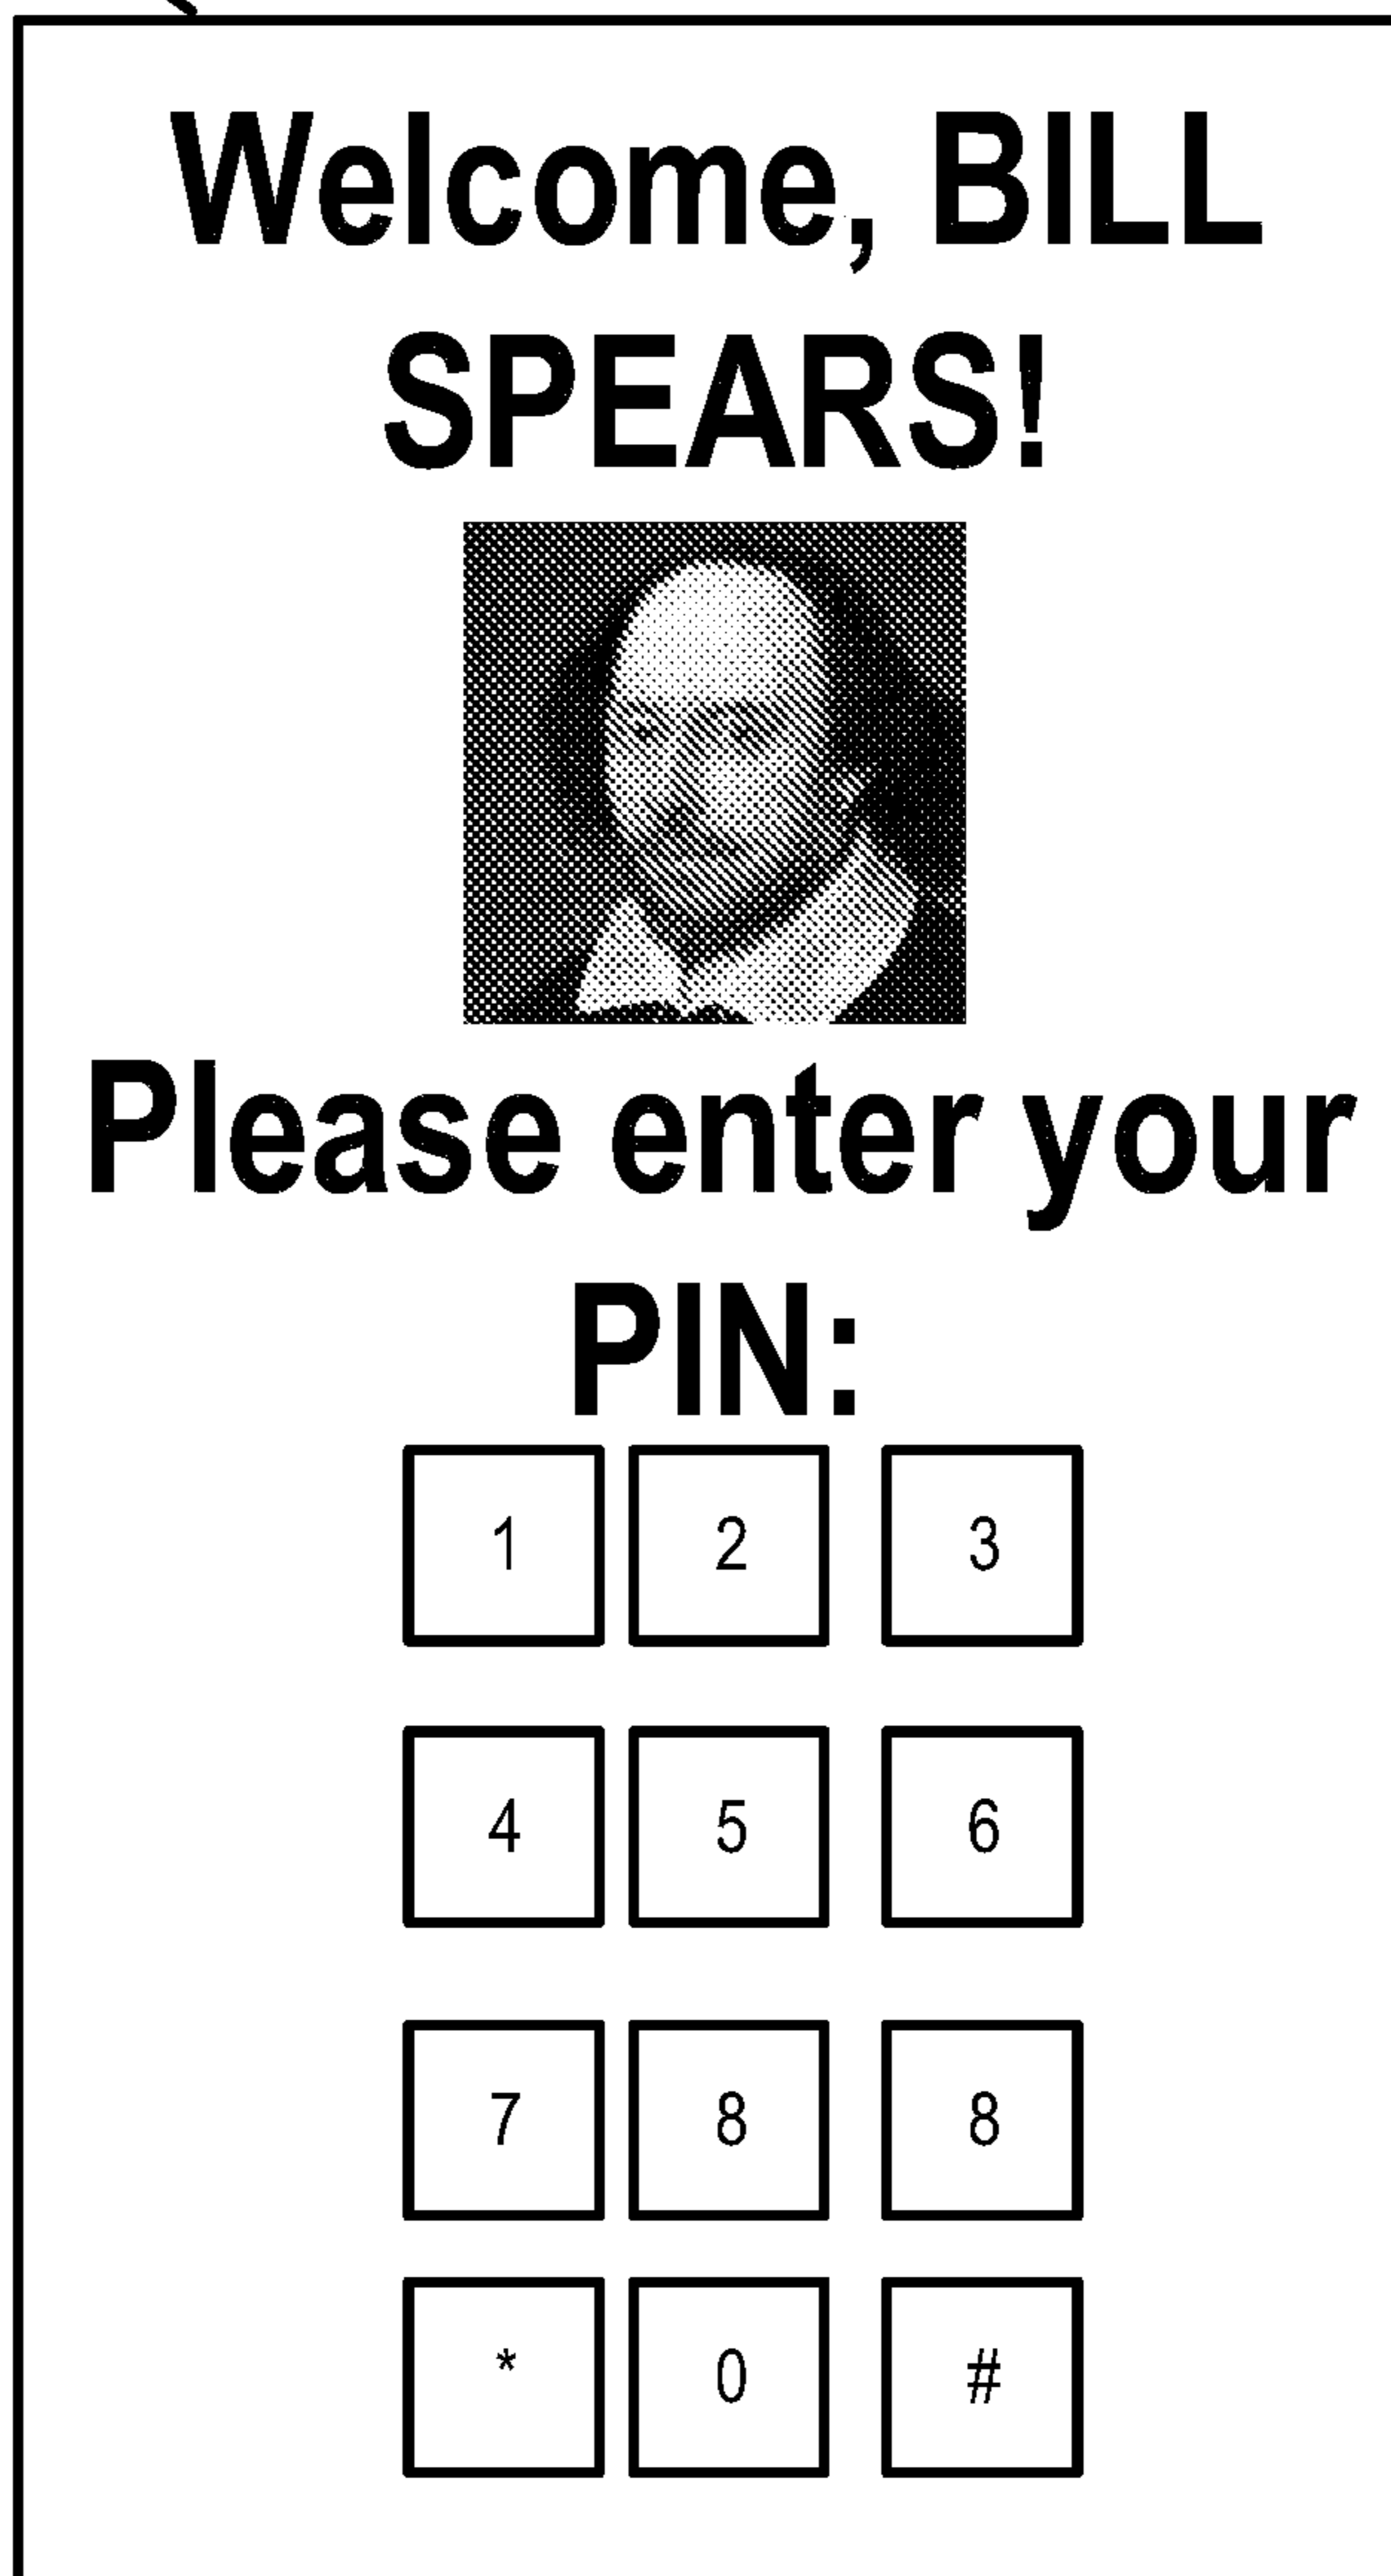 Welcome, BILL
SPEARS!
Please enter your
PIN:
1 2 3
4 5 6
7 8 8
* 0 #